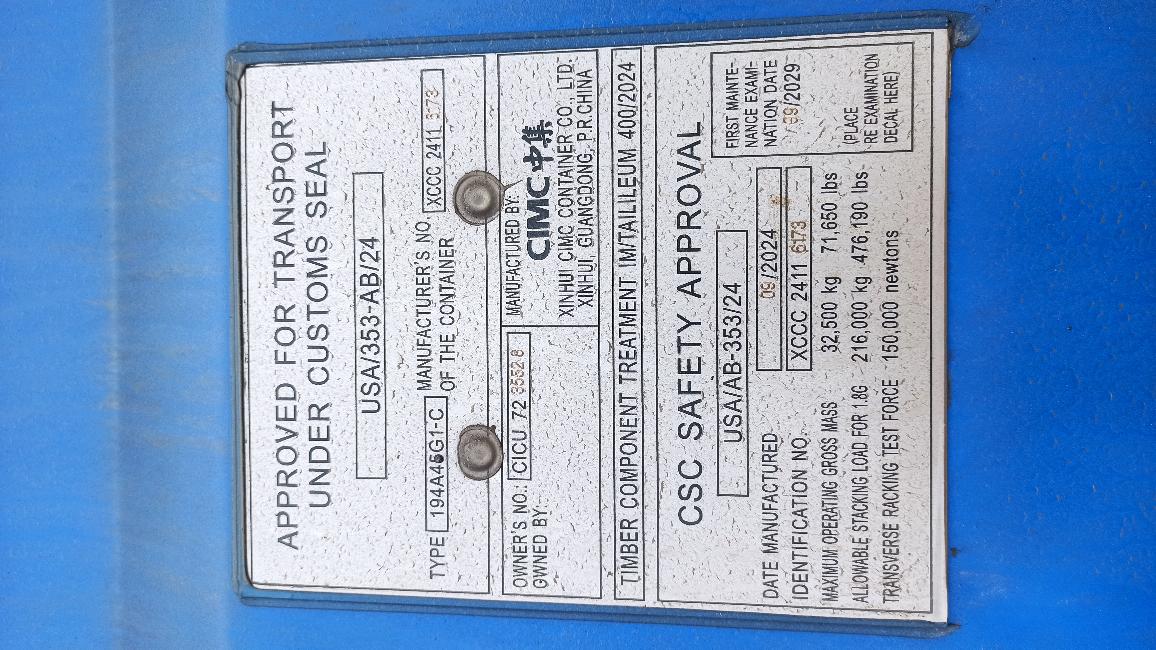 APPROVED FOR TRANSPORT
UNDER CUSTOMS SEAL
USA/353-AB/24
TYPE 194A45G1-C MANUFACTURER'S NO. OF THE CONTAINER XCCC 2411 6173
OWNER'S NO.: CICU 72 3552 8
OWNED BY:
MANUFACTURED BY:
CIMC 中集
XINHUI CIMC CONTAINER CO., LTD.
XINHUI, GUANGDONG, P.R.CHINA
TIMBER COMPONENT TREATMENT IM/TAILILEUM 400/2024
CSC SAFETY APPROVAL
USA/AB-353/24
DATE MANUFACTURED 09/2024
IDENTIFICATION NO. XCCC 2411 6173
MAXIMUM OPERATING GROSS MASS 32,500 kg 71,650 lbs
ALLOWABLE STACKING LOAD FOR 1.8G 216,000 kg 476,190 lbs
TRANSVERSE RACKING TEST FORCE 150,000 newtons
FIRST MAINTE-
NANCE EXAMI-
NATION DATE
09/2029
(PLACE
RE EXAMINATION
DECAL HERE)